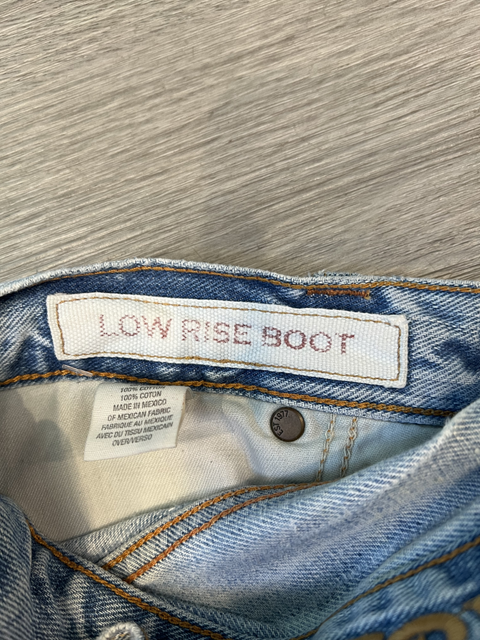 LOW RISE BOOT
100% COTTON
100% COTON
MADE IN MEXICO
OF MEXICAN FABRIC
FABRIQUÉ AU MEXIQUE
AVEC DU TISSU MEXICAIN
OVER/VERSO